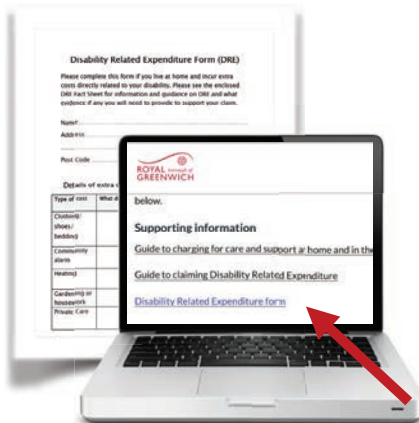 Disability Related Expenditure Form (DRE)
Please complete this form if you live at home and incur extra
costs directly related to your disability. Please see the enclosed
DRE Fact Sheet for information and guidance on DRE and what
evidence if any you will need to provide to support your claim.
Name
Address
Post Code
Details of extra
Type of cost What
Clothing/
shoes/
bedding
Community
alarm
Heating
Gardening or
housework
Private Care
ROYAL borough of
GREENWICH
below.
Supporting information
Guide to charging for care and support at home and in the
Guide to claiming Disability Related Expenditure
Disability Related Expenditure form